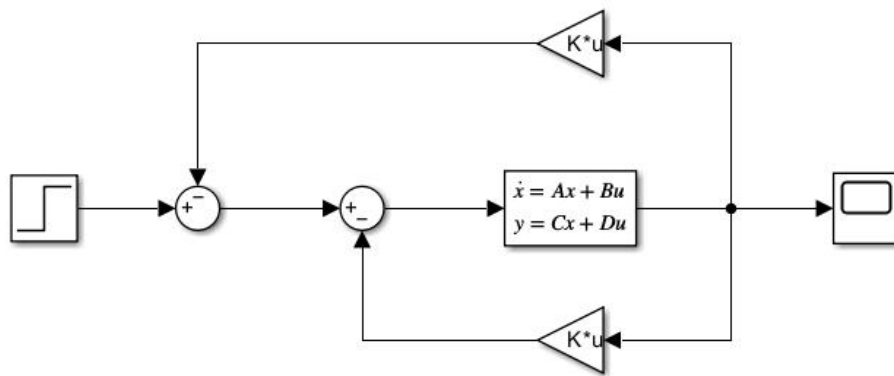 K*u
+ −
+ −
ẋ = Ax + Bu
y = Cx + Du
K*u